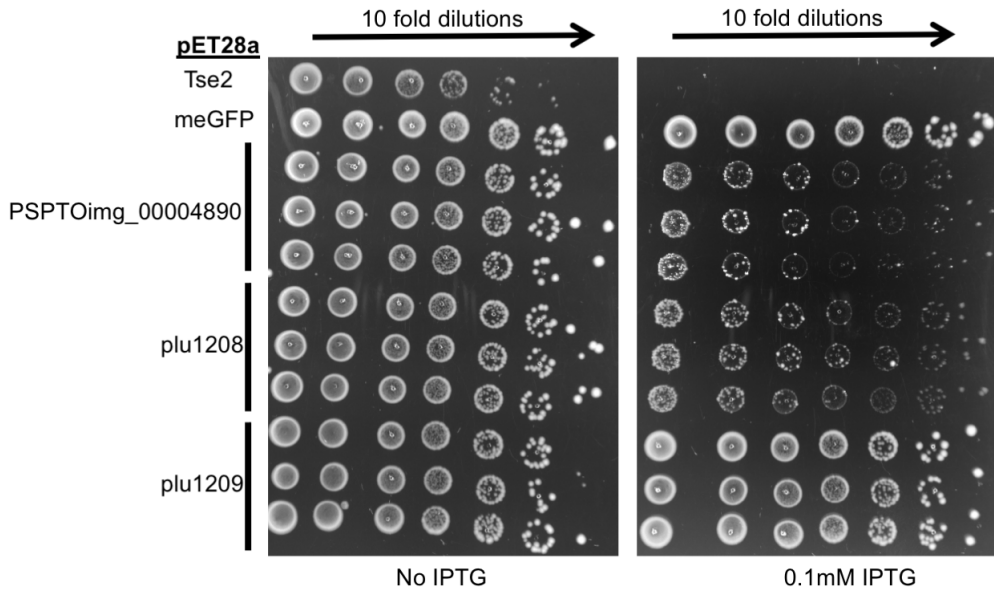 10 fold dilutions
10 fold dilutions
pET28a
Tse2
meGFP
PSPTOimg_00004890
plu1208
plu1209
No IPTG
0.1mM IPTG